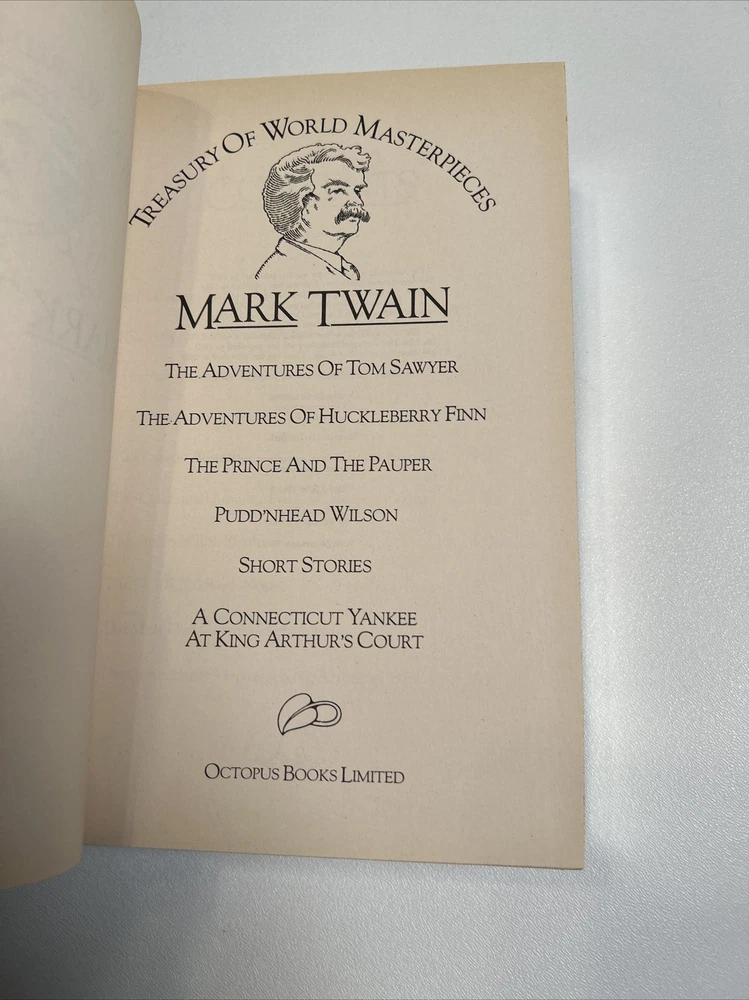 Treasury Of World Masterpieces
Mark Twain
The Adventures Of Tom Sawyer
The Adventures Of Huckleberry Finn
The Prince And The Pauper
Pudd'nhead Wilson
Short Stories
A Connecticut Yankee
At King Arthur's Court
Octopus Books Limited